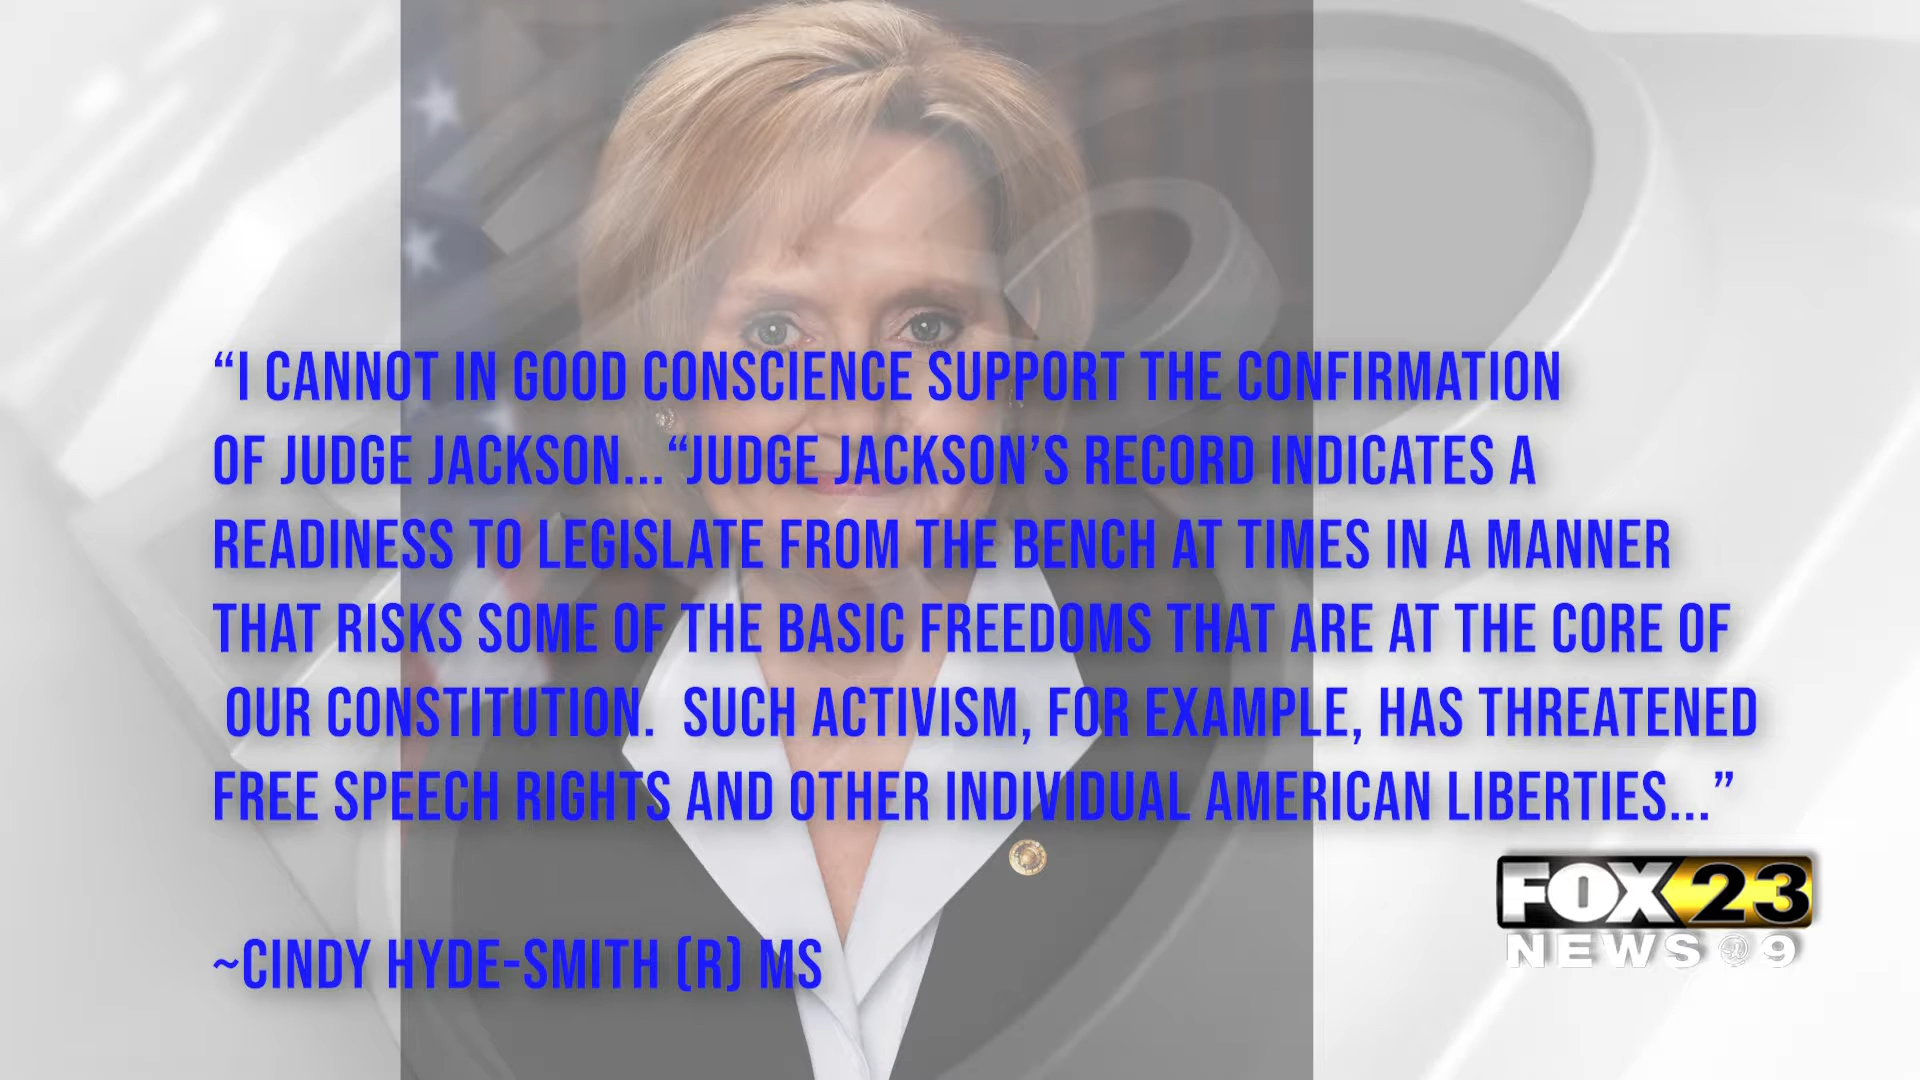 “I CANNOT IN GOOD CONSCIENCE SUPPORT THE CONFIRMATION
OF JUDGE JACKSON...“JUDGE JACKSON’S RECORD INDICATES A
READINESS TO LEGISLATE FROM THE BENCH AT TIMES IN A MANNER
THAT RISKS SOME OF THE BASIC FREEDOMS THAT ARE AT THE CORE OF
OUR CONSTITUTION.  SUCH ACTIVISM, FOR EXAMPLE, HAS THREATENED
FREE SPEECH RIGHTS AND OTHER INDIVIDUAL AMERICAN LIBERTIES...”
~CINDY HYDE-SMITH (R) MS
FOX 23
NEWS @ 9